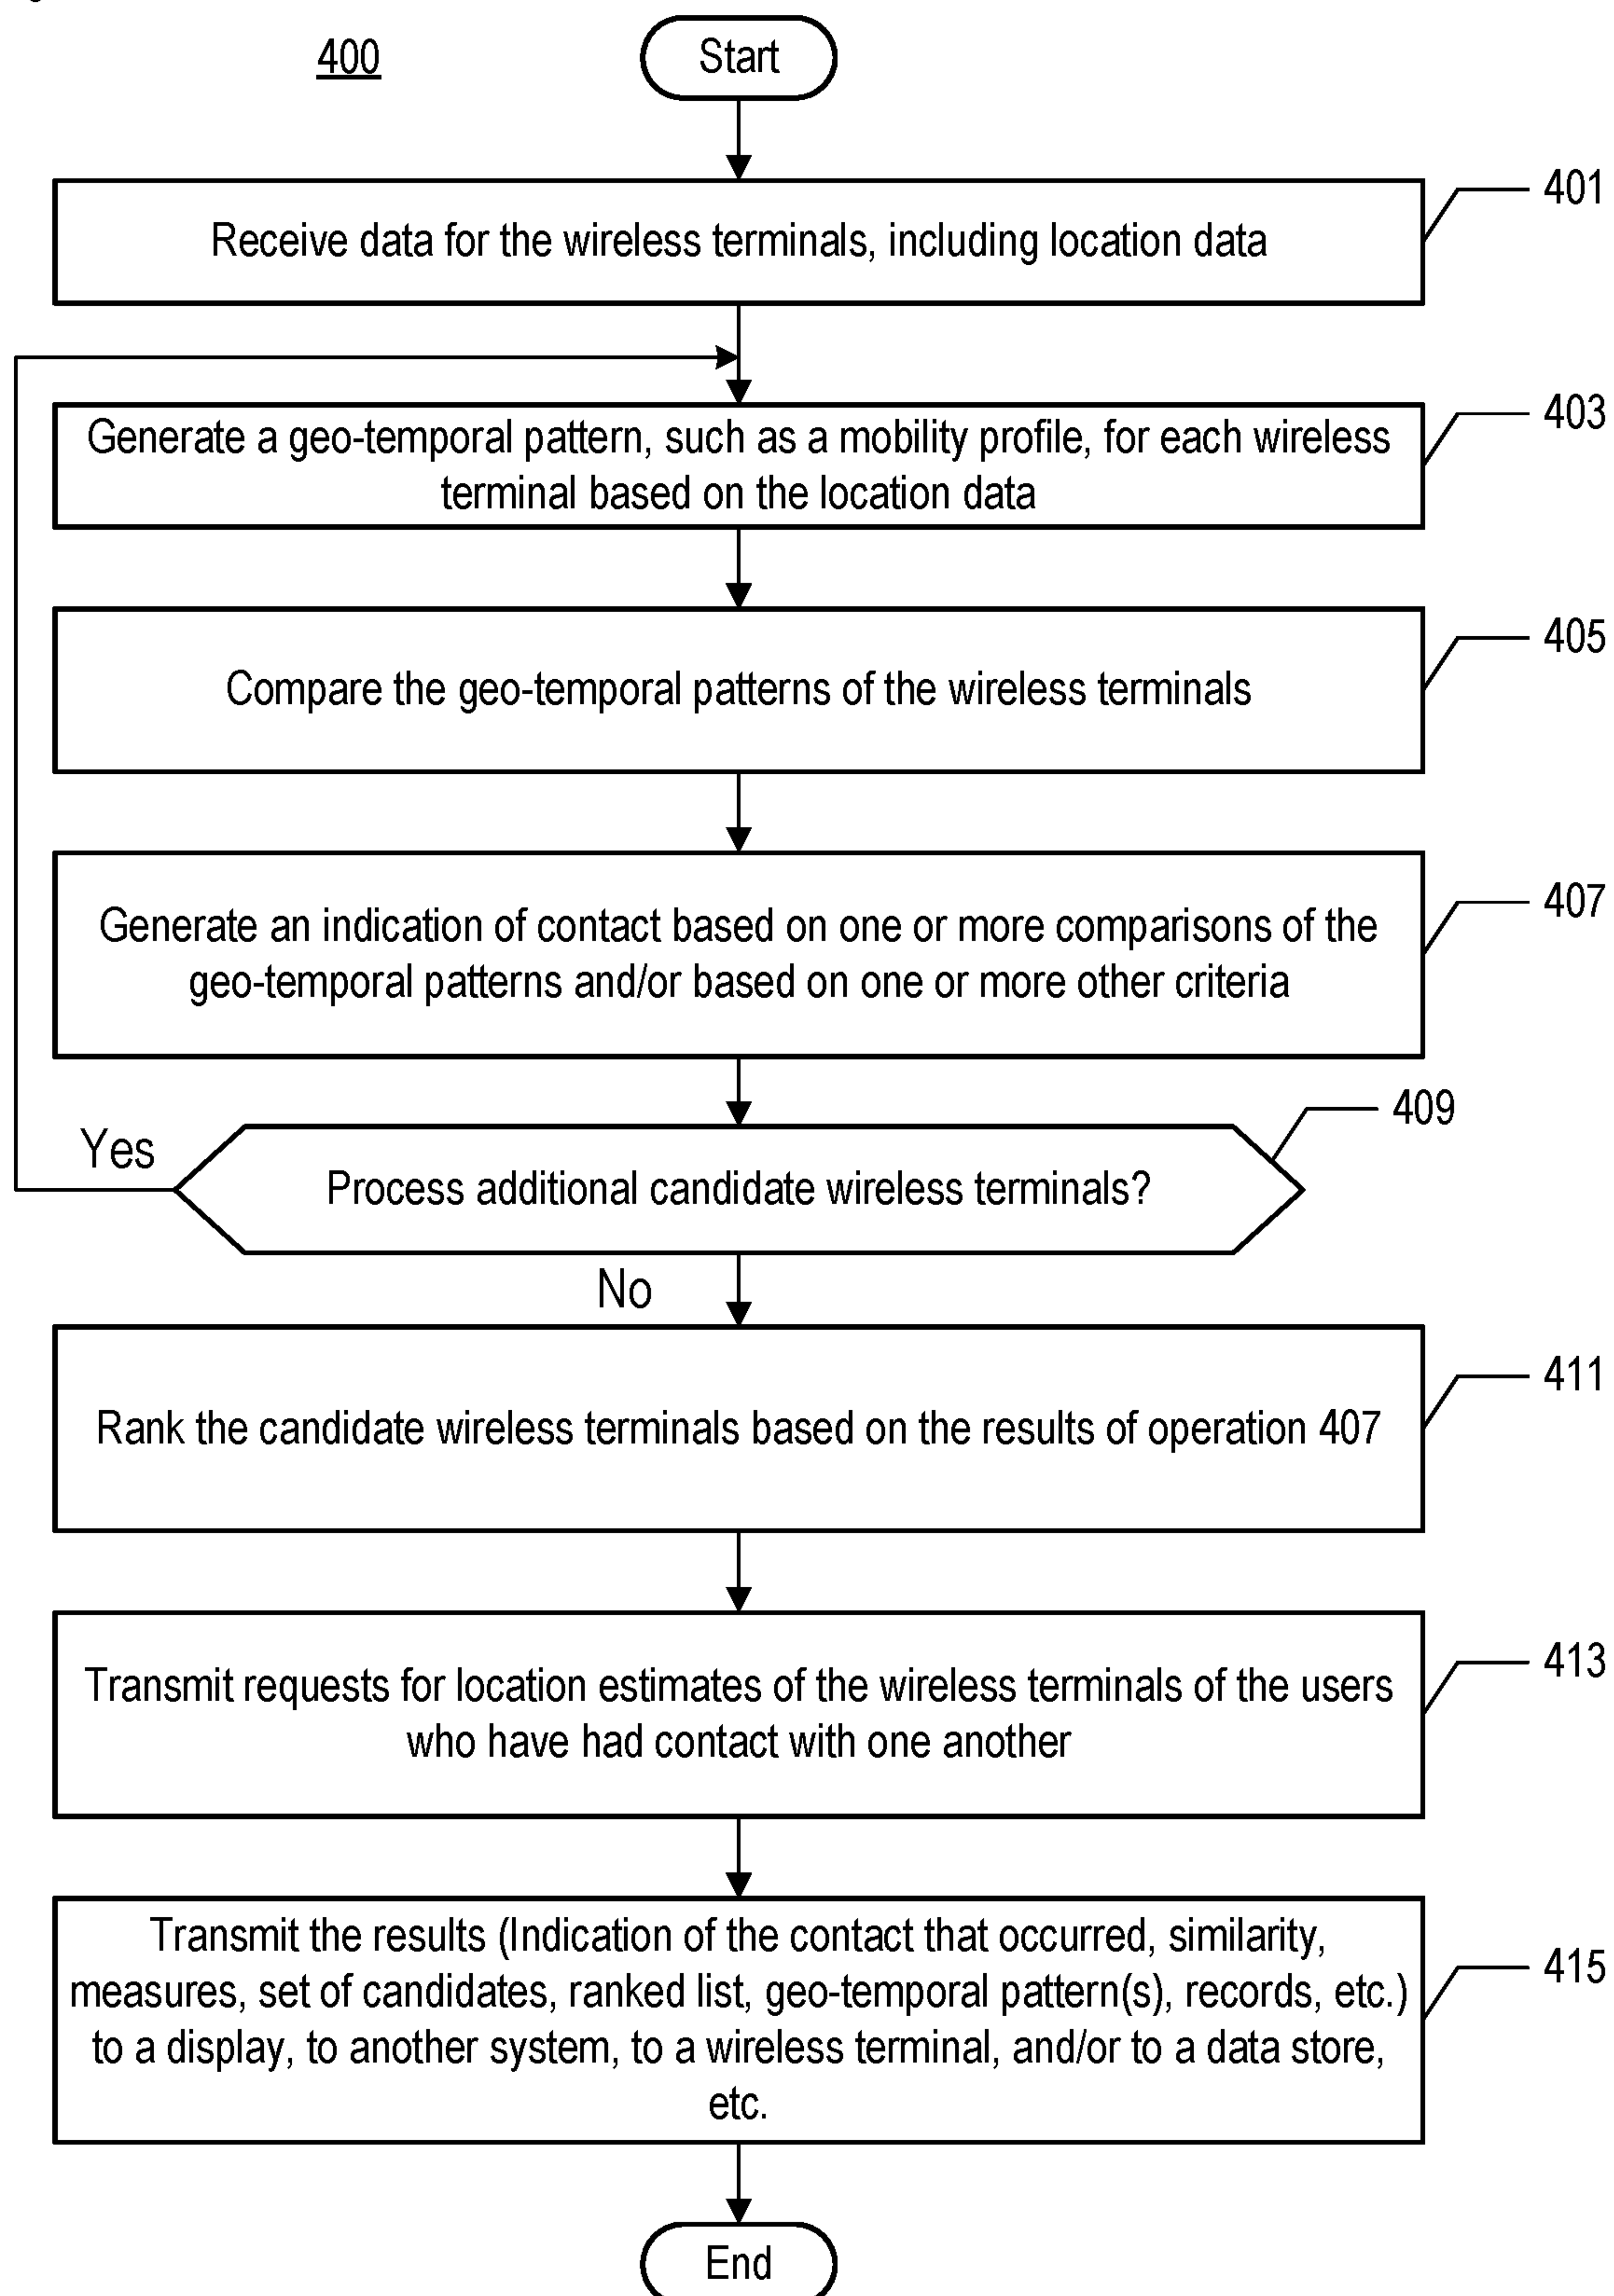 400
Start
401
Receive data for the wireless terminals, including location data
403
Generate a geo-temporal pattern, such as a mobility profile, for each wireless
terminal based on the location data
405
Compare the geo-temporal patterns of the wireless terminals
407
Generate an indication of contact based on one or more comparisons of the
geo-temporal patterns and/or based on one or more other criteria
409
Yes
Process additional candidate wireless terminals?
No
411
Rank the candidate wireless terminals based on the results of operation 407
413
Transmit requests for location estimates of the wireless terminals of the users
who have had contact with one another
415
Transmit the results (Indication of the contact that occurred, similarity,
measures, set of candidates, ranked list, geo-temporal pattern(s), records, etc.)
to a display, to another system, to a wireless terminal, and/or to a data store,
etc.
End